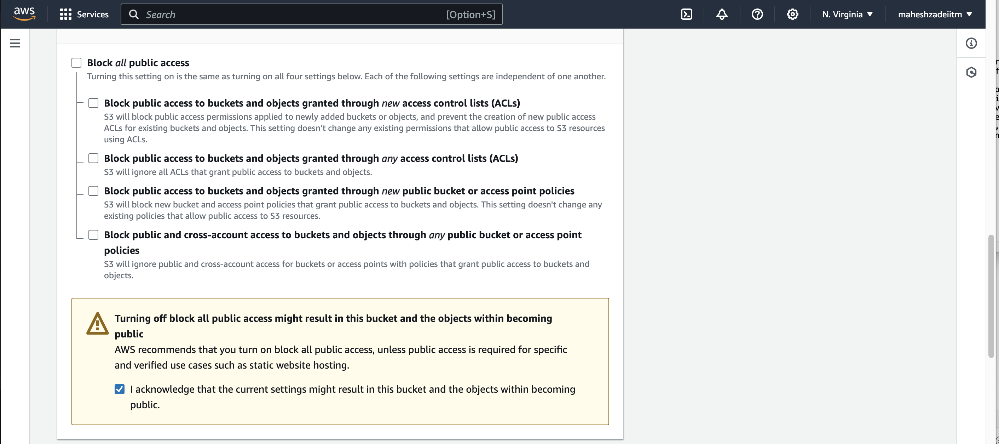 aws Services Search [Option+S] N. Virginia maheshzadeiitm
Block all public access
Turning this setting on is the same as turning on all four settings below. Each of the following settings are independent of one another.
Block public access to buckets and objects granted through new access control lists (ACLs)
S3 will block public access permissions applied to newly added buckets or objects, and prevent the creation of new public access
ACLs for existing buckets and objects. This setting doesn’t change any existing permissions that allow public access to S3 resources
using ACLs.
Block public access to buckets and objects granted through any access control lists (ACLs)
S3 will ignore all ACLs that grant public access to buckets and objects.
Block public access to buckets and objects granted through new public bucket or access point policies
S3 will block new bucket and access point policies that grant public access to buckets and objects. This setting doesn't change any
existing policies that allow public access to S3 resources.
Block public and cross-account access to buckets and objects through any public bucket or access point
policies
S3 will ignore public and cross-account access for buckets or access points with policies that grant public access to buckets and
objects.
Turning off block all public access might result in this bucket and the objects within becoming
public
AWS recommends that you turn on block all public access, unless public access is required for specific
and verified use cases such as static website hosting.
I acknowledge that the current settings might result in this bucket and the objects within becoming
public.